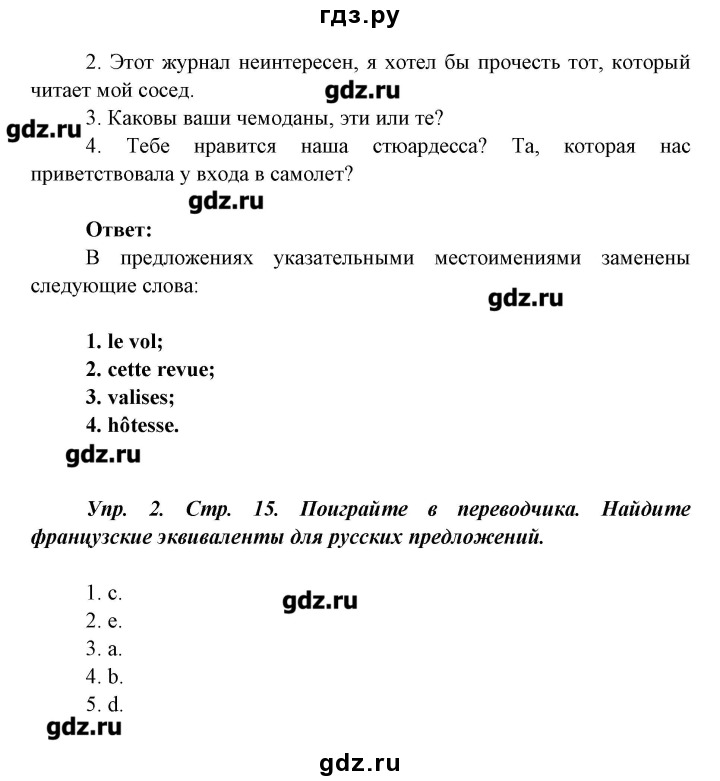 гдз.ру
2. Этот журнал неинтересен, я хотел бы прочесть тот, который
читает мой сосед.
gdz.ru
3. Каковы ваши чемоданы, эти или те?
gdz.ru
4. Тебе нравится наша стюардесса? Та, которая нас
приветствовала у входа в самолет?
gdz.ru
Ответ:
В предложениях указательными местоимениями заменены
следующие слова:
gdz.ru
1. le vol;
2. cette revue;
3. valises;
4. hôtesse.
gdz.ru
Упр. 2. Стр. 15. Поиграйте в переводчика. Найдите
французские эквиваленты для русских предложений.
1. c.
gdz.ru
2. e.
3. a.
4. b.
5. d.
gdz.ru
gdz.ru